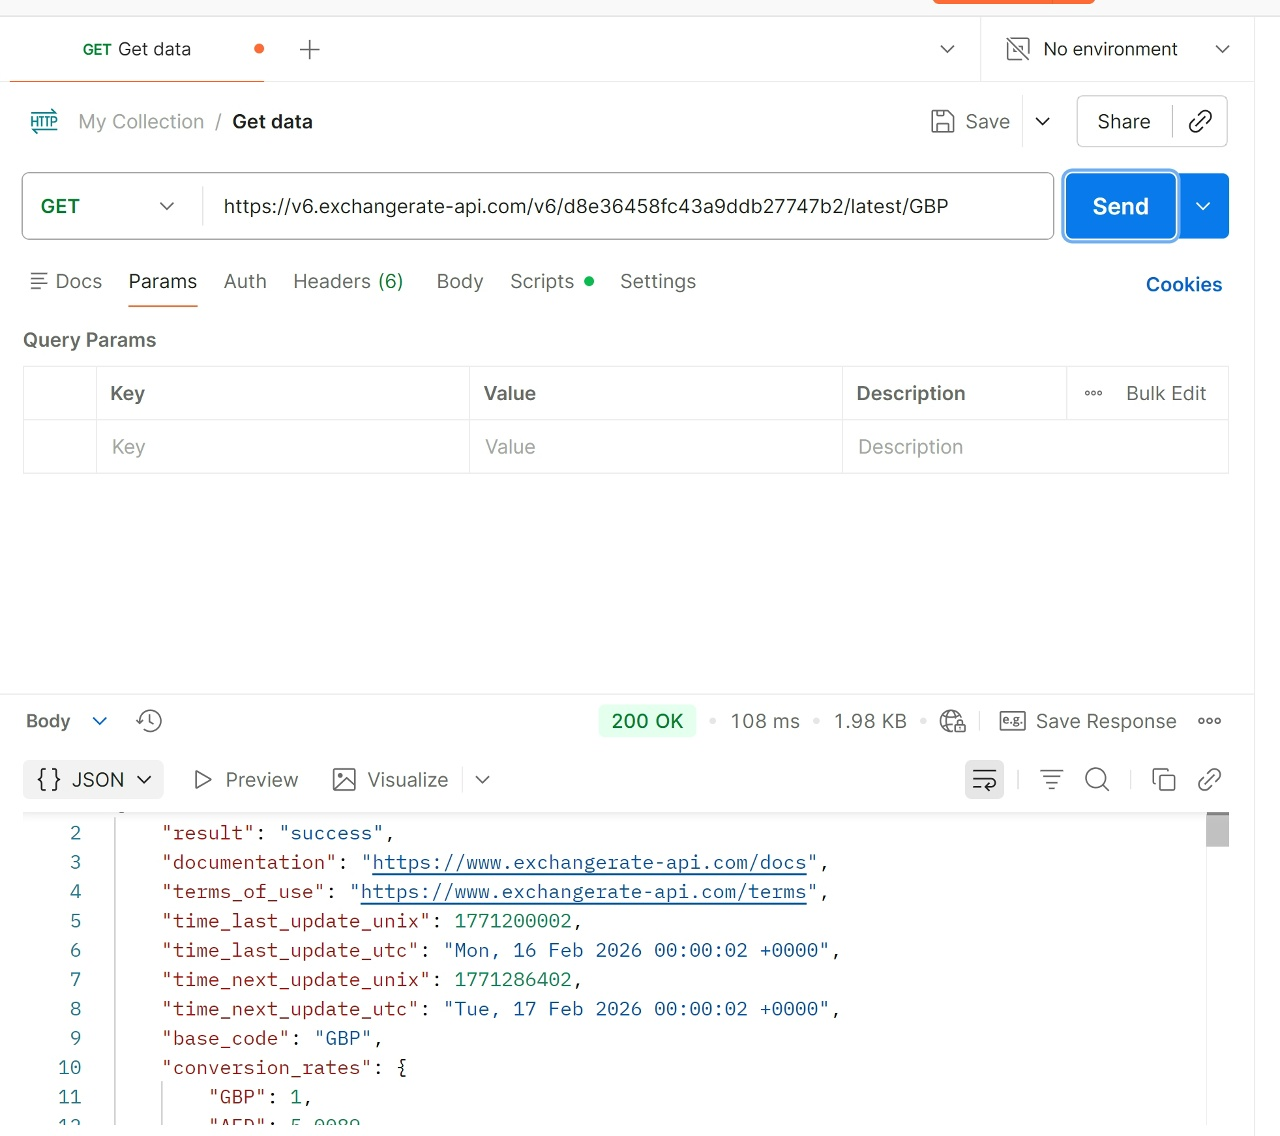 GET Get data
No environment
HTTP My Collection / Get data
Save
Share
GET
https://v6.exchangerate-api.com/v6/d8e36458fc43a9ddb27747b2/latest/GBP
Send
Docs Params Auth Headers (6) Body Scripts Settings
Cookies
Query Params
Key Value Description Bulk Edit
Key Value Description
Body 200 OK 108 ms 1.98 KB e.g. Save Response
{} JSON Preview Visualize
2 "result": "success",
3 "documentation": "https://www.exchangerate-api.com/docs",
4 "terms_of_use": "https://www.exchangerate-api.com/terms",
5 "time_last_update_unix": 1771200002,
6 "time_last_update_utc": "Mon, 16 Feb 2026 00:00:02 +0000",
7 "time_next_update_unix": 1771286402,
8 "time_next_update_utc": "Tue, 17 Feb 2026 00:00:02 +0000",
9 "base_code": "GBP",
10 "conversion_rates": {
11 "GBP": 1,